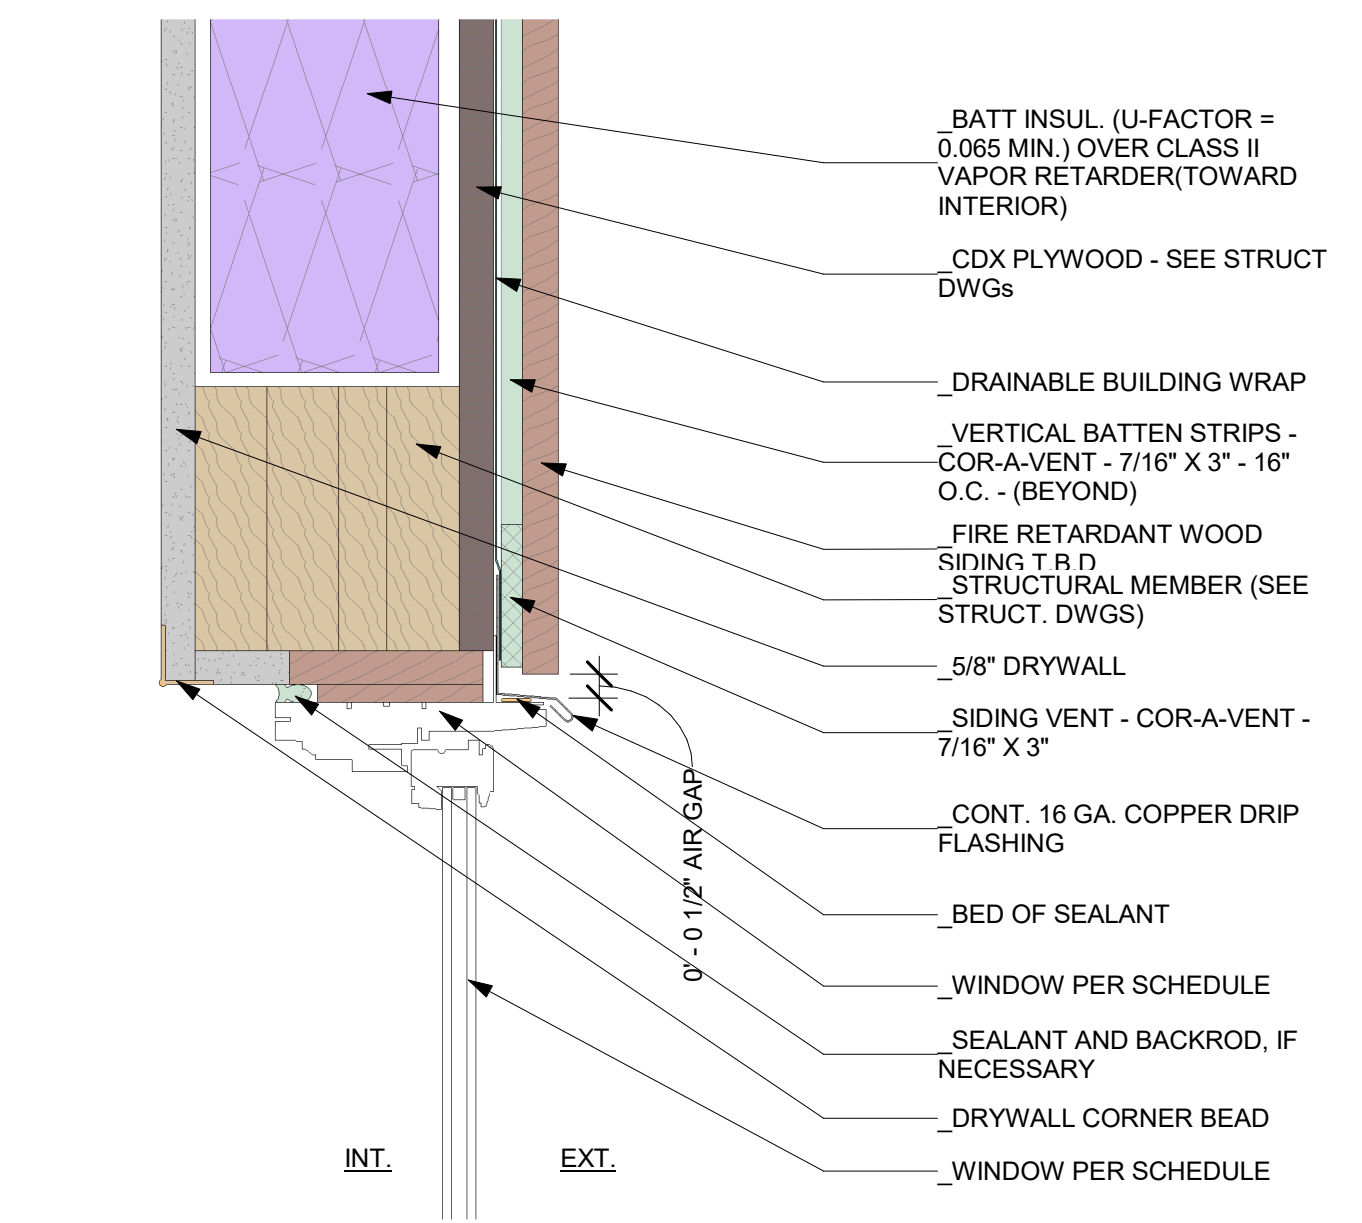 _BATT INSUL. (U-FACTOR =
0.065 MIN.) OVER CLASS II
VAPOR RETARDER(TOWARD
INTERIOR)
_CDX PLYWOOD - SEE STRUCT
DWGs
_DRAINABLE BUILDING WRAP
_VERTICAL BATTEN STRIPS -
COR-A-VENT - 7/16" X 3" - 16"
O.C. - (BEYOND)
_FIRE RETARDANT WOOD
SIDING T.B.D
_STRUCTURAL MEMBER (SEE
STRUCT. DWGS)
_5/8" DRYWALL
_SIDING VENT - COR-A-VENT -
7/16" X 3"
_CONT. 16 GA. COPPER DRIP
FLASHING
_BED OF SEALANT
_WINDOW PER SCHEDULE
_SEALANT AND BACKROD, IF
NECESSARY
_DRYWALL CORNER BEAD
_WINDOW PER SCHEDULE
0' - 0 1/2" AIR GAP
INT.
EXT.